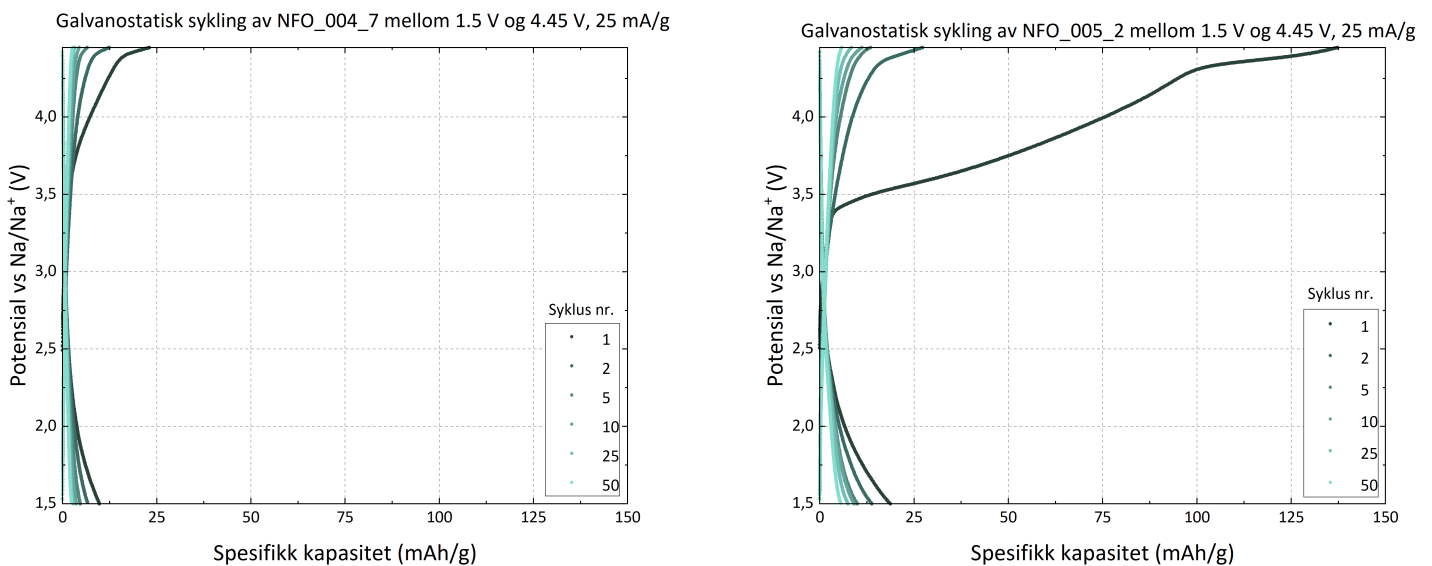 Galvanostatisk sykling av NFO_004_7 mellom 1.5 V og 4.45 V, 25 mA/g
Potensial vs Na/Na⁺ (V)
4,0
3,5
3,0
2,5
2,0
1,5
0 25 50 75 100 125 150
Spesifikk kapasitet (mAh/g)
Syklus nr.
1
2
5
10
25
50
Galvanostatisk sykling av NFO_005_2 mellom 1.5 V og 4.45 V, 25 mA/g
Potensial vs Na/Na⁺ (V)
4,0
3,5
3,0
2,5
2,0
1,5
0 25 50 75 100 125 150
Spesifikk kapasitet (mAh/g)
Syklus nr.
1
2
5
10
25
50